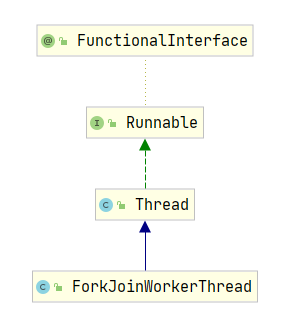 @ FunctionalInterface
I Runnable
C Thread
C ForkJoinWorkerThread